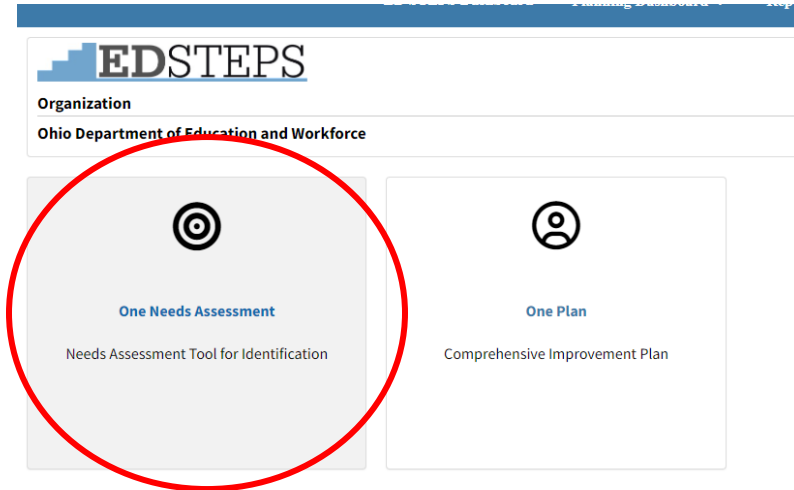 EDSTEPS
Organization
Ohio Department of Education and Workforce
One Needs Assessment
Needs Assessment Tool for Identification
One Plan
Comprehensive Improvement Plan